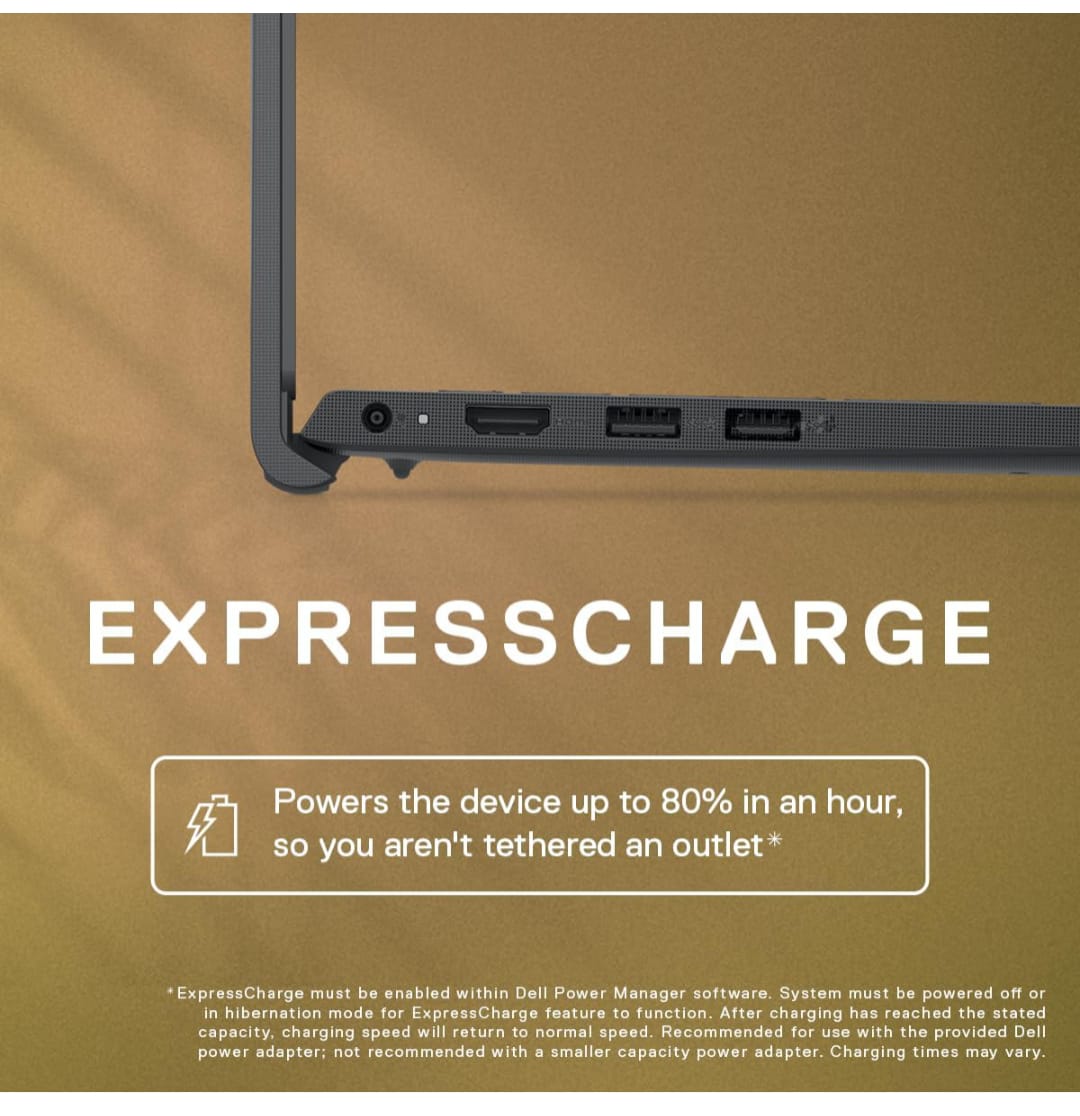 EXPRESSCHARGE
Powers the device up to 80% in an hour,
so you aren't tethered an outlet*
*ExpressCharge must be enabled within Dell Power Manager software. System must be powered off or
in hibernation mode for ExpressCharge feature to function. After charging has reached the stated
capacity, charging speed will return to normal speed. Recommended for use with the provided Dell
power adapter; not recommended with a smaller capacity power adapter. Charging times may vary.